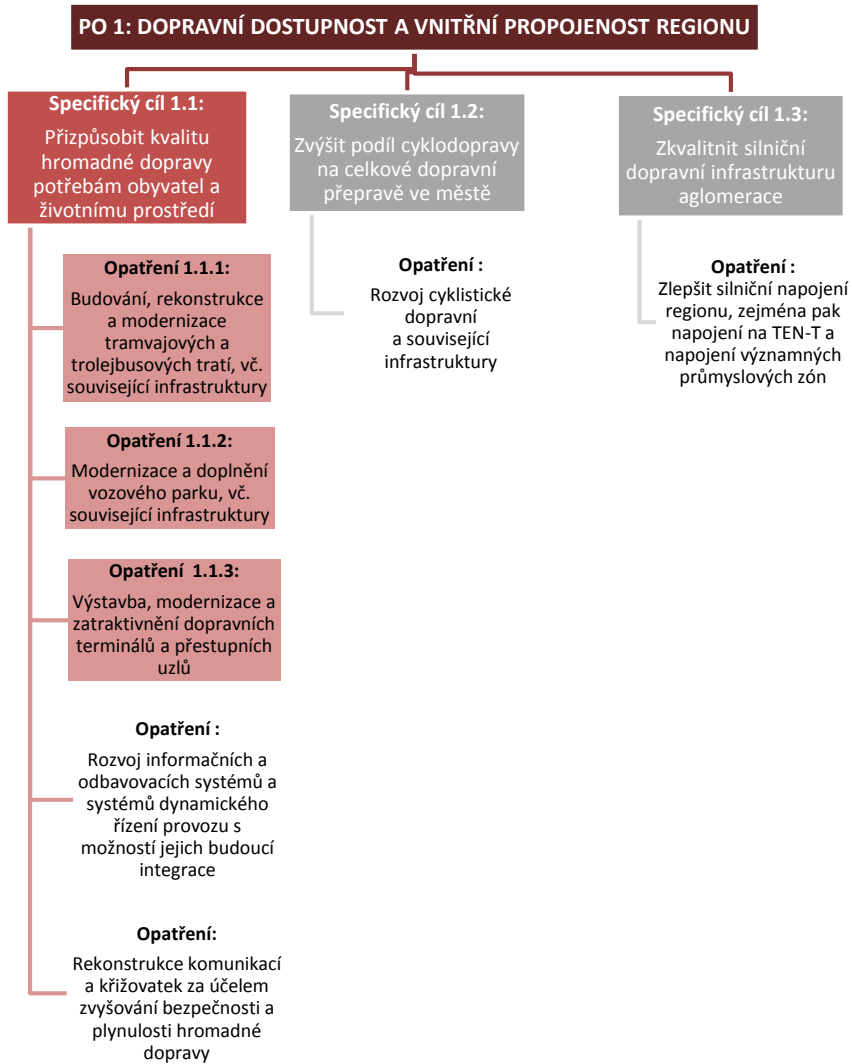 PO 1: DOPRAVNÍ DOSTUPNOST A VNITŘNÍ PROPOJENOST REGIONU
Specifický cíl 1.1:
Přizpůsobit kvalitu
hromadné dopravy
potřebám obyvatel a
životnímu prostředí
Opatření 1.1.1:
Budování, rekonstrukce
a modernizace
tramvajových a
trolejbusových tratí, vč.
související infrastruktury
Opatření 1.1.2:
Modernizace a doplnění
vozového parku, vč.
související infrastruktury
Opatření 1.1.3:
Výstavba, modernizace a
zatraktivnění dopravních
terminálů a přestupních
uzlů
Opatření :
Rozvoj informačních a
odbavovacích systémů a
systémů dynamického
řízení provozu s
možností jejich budoucí
integrace
Opatření:
Rekonstrukce komunikací
a křižovatek za účelem
zvyšování bezpečnosti a
plynulosti hromadné
dopravy
Specifický cíl 1.2:
Zvýšit podíl cyklodopravy
na celkové dopravní
přepravě ve městě
Opatření :
Rozvoj cyklistické
dopravní
a související
infrastruktury
Specifický cíl 1.3:
Zkvalitnit silniční
dopravní infrastrukturu
aglomerace
Opatření :
Zlepšit silniční napojení
regionu, zejména pak
napojení na TEN-T a
napojení významných
průmyslových zón